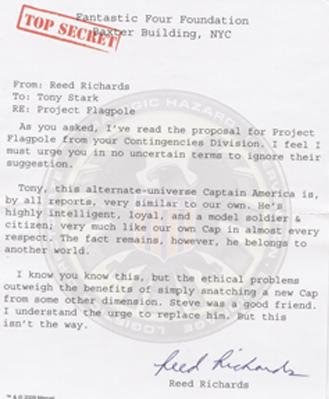 Fantastic Four Foundation
TOP SECRET
Baxter Building, NYC
From: Reed Richards
To: Tony Stark
RE: Project Flagpole
As you asked, I've read the proposal for Project
Flagpole from your Contingencies Division. I feel I
must urge you in no uncertain terms to ignore their
suggestion.
Tony, this alternate-universe Captain America is,
by all reports, very similar to our own. He's
highly intelligent, loyal, and a model soldier &
citizen; very much like our own Cap in almost every
respect. The fact remains, however, he belongs to
another world.
I know you know this, but the ethical problems
outweigh the benefits of simply snatching a new Cap
from some other dimension. Steve was a good friend.
I understand the urge to replace him. But this
isn't the way.
Reed Richards
Reed Richards